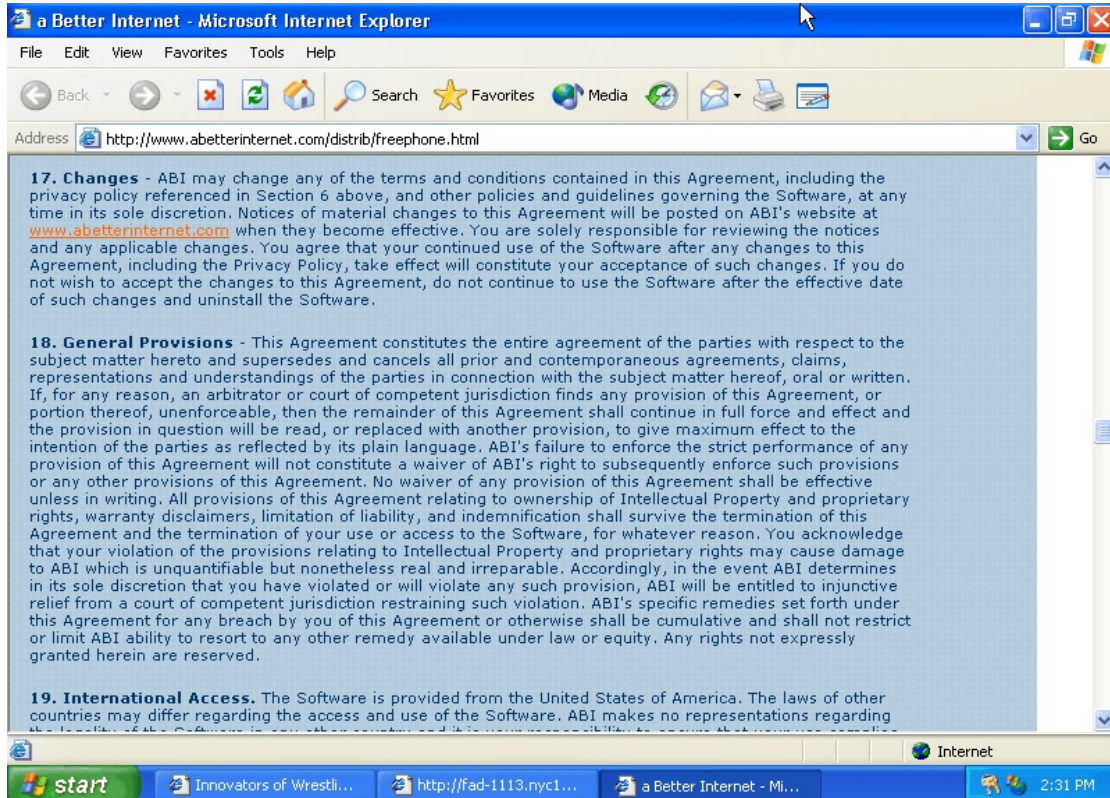 a Better Internet - Microsoft Internet Explorer
File Edit View Favorites Tools Help
Back Search Favorites Media
Address http://www.abetterinternet.com/distrib/freephone.html Go
17. Changes - ABI may change any of the terms and conditions contained in this Agreement, including the
privacy policy referenced in Section 6 above, and other policies and guidelines governing the Software, at any
time in its sole discretion. Notices of material changes to this Agreement will be posted on ABI's website at
www.abetterinternet.com when they become effective. You are solely responsible for reviewing the notices
and any applicable changes. You agree that your continued use of the Software after any changes to this
Agreement, including the Privacy Policy, take effect will constitute your acceptance of such changes. If you do
not wish to accept the changes to this Agreement, do not continue to use the Software after the effective date
of such changes and uninstall the Software.
18. General Provisions - This Agreement constitutes the entire agreement of the parties with respect to the
subject matter hereto and supersedes and cancels all prior and contemporaneous agreements, claims,
representations and understandings of the parties in connection with the subject matter hereof, oral or written.
If, for any reason, an arbitrator or court of competent jurisdiction finds any provision of this Agreement, or
portion thereof, unenforceable, then the remainder of this Agreement shall continue in full force and effect and
the provision in question will be read, or replaced with another provision, to give maximum effect to the
intention of the parties as reflected by its plain language. ABI's failure to enforce the strict performance of any
provision of this Agreement will not constitute a waiver of ABI's right to subsequently enforce such provisions
or any other provisions of this Agreement. No waiver of any provision of this Agreement shall be effective
unless in writing. All provisions of this Agreement relating to ownership of Intellectual Property and proprietary
rights, warranty disclaimers, limitation of liability, and indemnification shall survive the termination of this
Agreement and the termination of your use or access to the Software, for whatever reason. You acknowledge
that your violation of the provisions relating to Intellectual Property and proprietary rights may cause damage
to ABI which is unquantifiable but nonetheless real and irreparable. Accordingly, in the event ABI determines
in its sole discretion that you have violated or will violate any such provision, ABI will be entitled to injunctive
relief from a court of competent jurisdiction restraining such violation. ABI's specific remedies set forth under
this Agreement for any breach by you of this Agreement or otherwise shall be cumulative and shall not restrict
or limit ABI ability to resort to any other remedy available under law or equity. Any rights not expressly
granted herein are reserved.
19. International Access. The Software is provided from the United States of America. The laws of other
countries may differ regarding the access and use of the Software. ABI makes no representations regarding
Internet
start Innovators of Wrestli... http://fad-1113.nyc1... a Better Internet - Mi... 2:31 PM